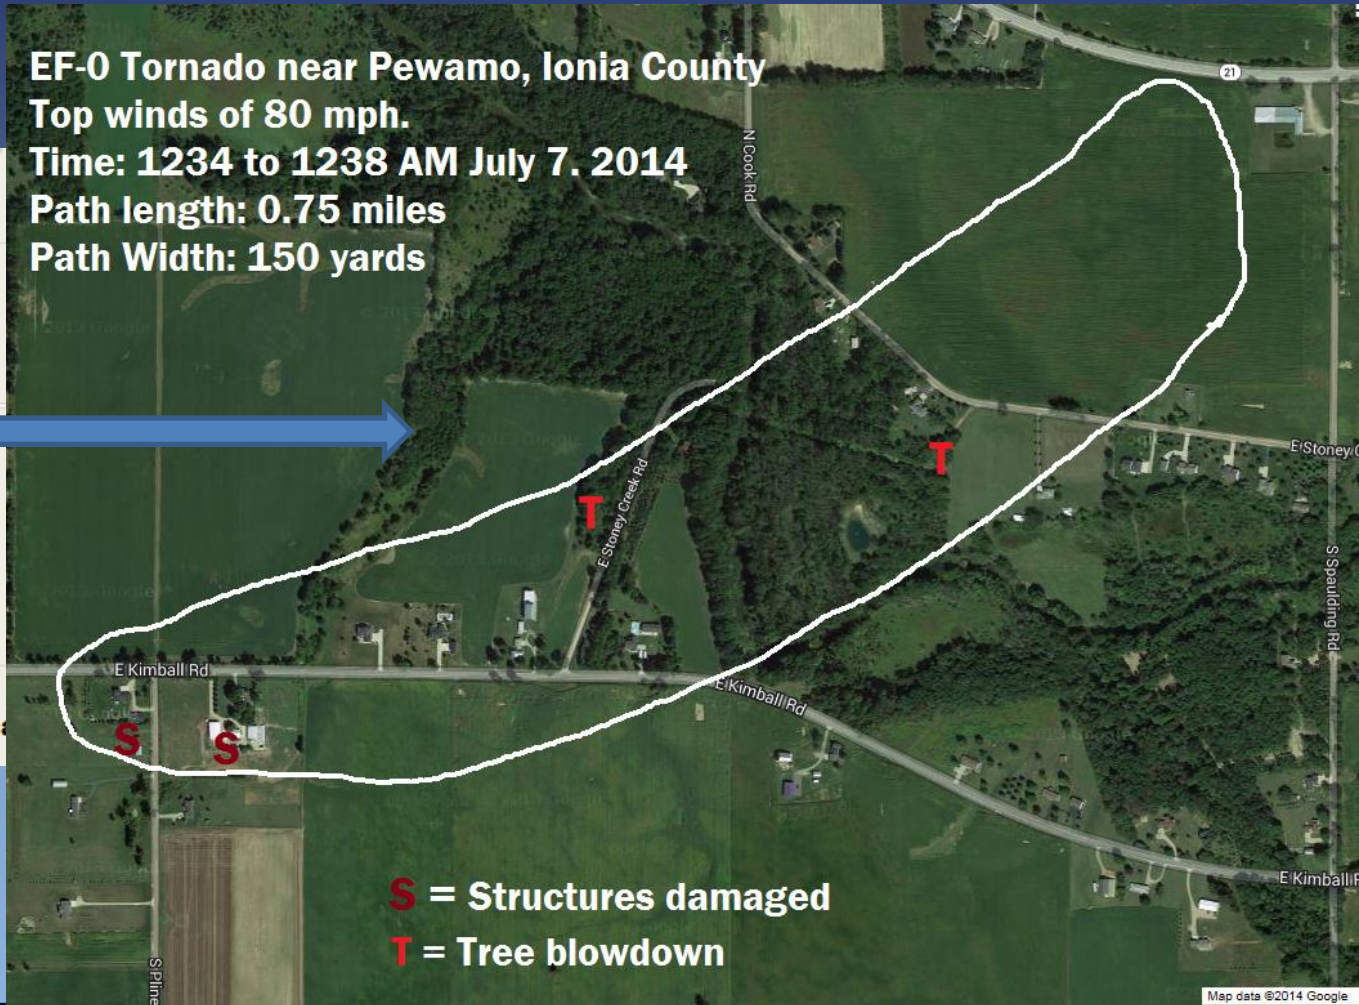 EF-0 Tornado near Pewamo, Ionia County
Top winds of 80 mph.
Time: 1234 to 1238 AM July 7. 2014
Path length: 0.75 miles
Path Width: 150 yards
21
N Cook Rd
E Stoney C
T
T
E Stoney Creek Rd
S Spaulding Rd
E Kimball Rd
E Kimball Rd
S
S
E Kimball R
S = Structures damaged
T = Tree blowdown
S Pline
Map data ©2014 Google